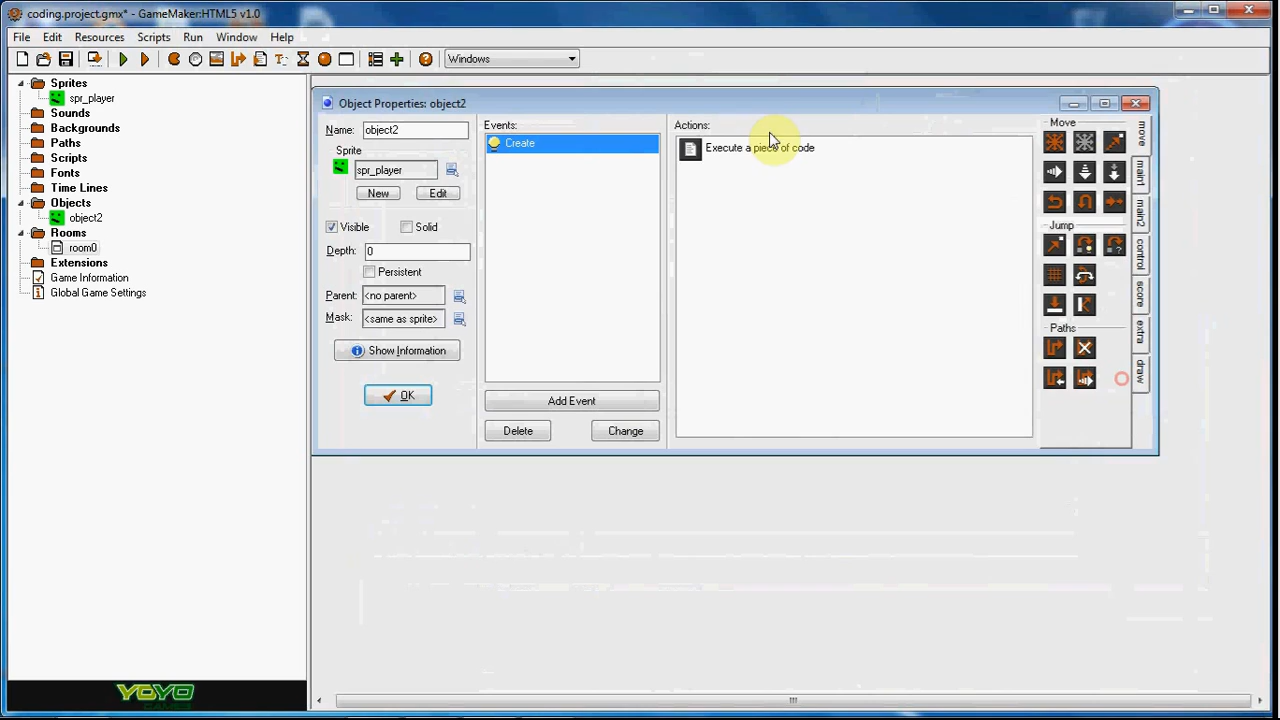 coding.project.gmx* - GameMaker:HTML5 v1.0
File Edit Resources Scripts Run Window Help
Windows
Sprites
spr_player
Sounds
Backgrounds
Paths
Scripts
Fonts
Time Lines
Objects
object2
Rooms
room0
Extensions
Game Information
Global Game Settings
YOYO
GAMES
Object Properties: object2
Name: object2
Sprite
spr_player
New Edit
Visible Solid
Depth: 0
Persistent
Parent: <no parent>
Mask: <same as sprite>
Show Information
OK
Events:
Create
Add Event
Delete Change
Actions:
Execute a piece of code
Move
Jump
Paths
move
main1
main2
control
score
extra
draw